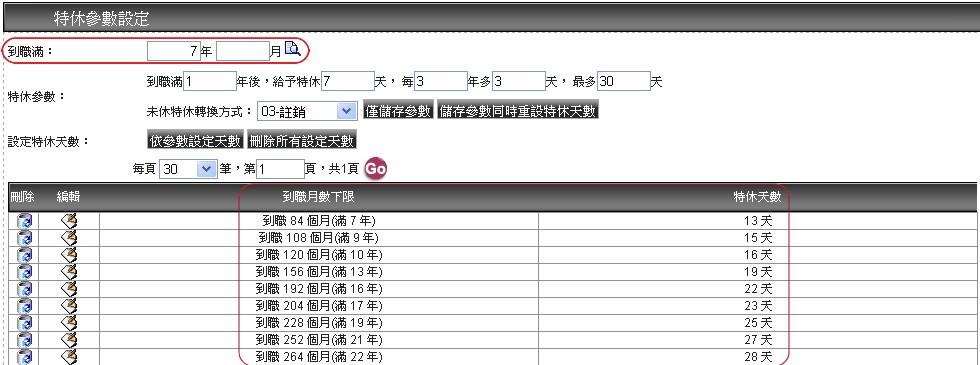 特休參數設定
到職滿： 7 年 月
到職滿 1 年後，給予特休 7 天， 每 3 年多 3 天， 最多 30 天
特休參數：
未休特休轉換方式： 03-註銷 僅儲存參數 儲存參數同時重設特休天數
設定特休天數： 依參數設定天數 刪除所有設定天數
每頁 30 筆，第 1 頁，共1頁 Go
刪除 編輯 到職月數下限 特休天數
到職 84 個月(滿 7 年) 13 天
到職 108 個月(滿 9 年) 15 天
到職 120 個月(滿 10 年) 16 天
到職 156 個月(滿 13 年) 19 天
到職 192 個月(滿 16 年) 22 天
到職 204 個月(滿 17 年) 23 天
到職 228 個月(滿 19 年) 25 天
到職 252 個月(滿 21 年) 27 天
到職 264 個月(滿 22 年) 28 天